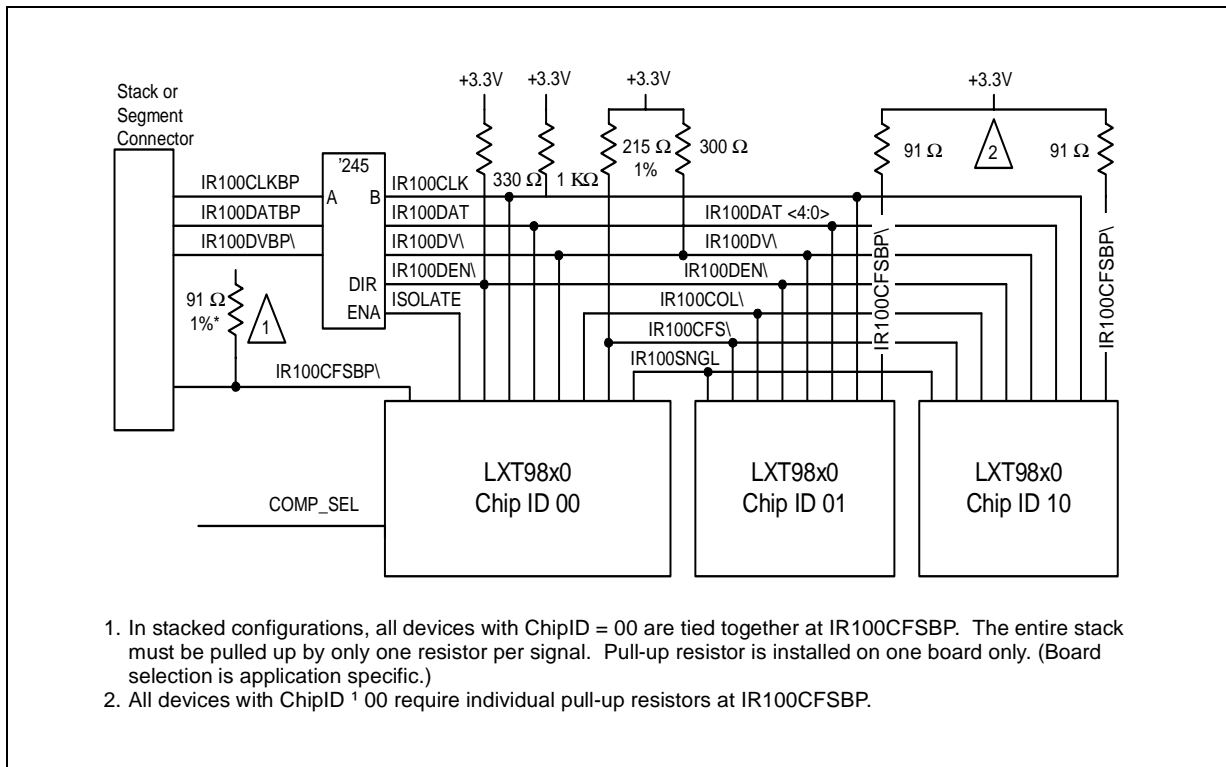 +3.3V
+3.3V
+3.3V
+3.3V
Stack or
Segment
Connector
'245
330 Ω
1 KΩ
215 Ω
1%
300 Ω
91 Ω
2
91 Ω
IR100CLKBP
A
B
IR100CLK
IR100DATBP
IR100DAT
IR100DAT <4:0>
IR100DVBP\
IR100DV\
IR100DV\
DIR
IR100DEN\
IR100DEN\
91 Ω
1%*
1
ENA
ISOLATE
IR100COL\
IR100CFS\
IR100CFSBP\
IR100SNGL
IR100CFSBP\
IR100CFSBP\
LXT98x0
Chip ID 00
LXT98x0
Chip ID 01
LXT98x0
Chip ID 10
COMP_SEL
1. In stacked configurations, all devices with ChipID = 00 are tied together at IR100CFSBP. The entire stack
must be pulled up by only one resistor per signal. Pull-up resistor is installed on one board only. (Board
selection is application specific.)
2. All devices with ChipID ¹ 00 require individual pull-up resistors at IR100CFSBP.